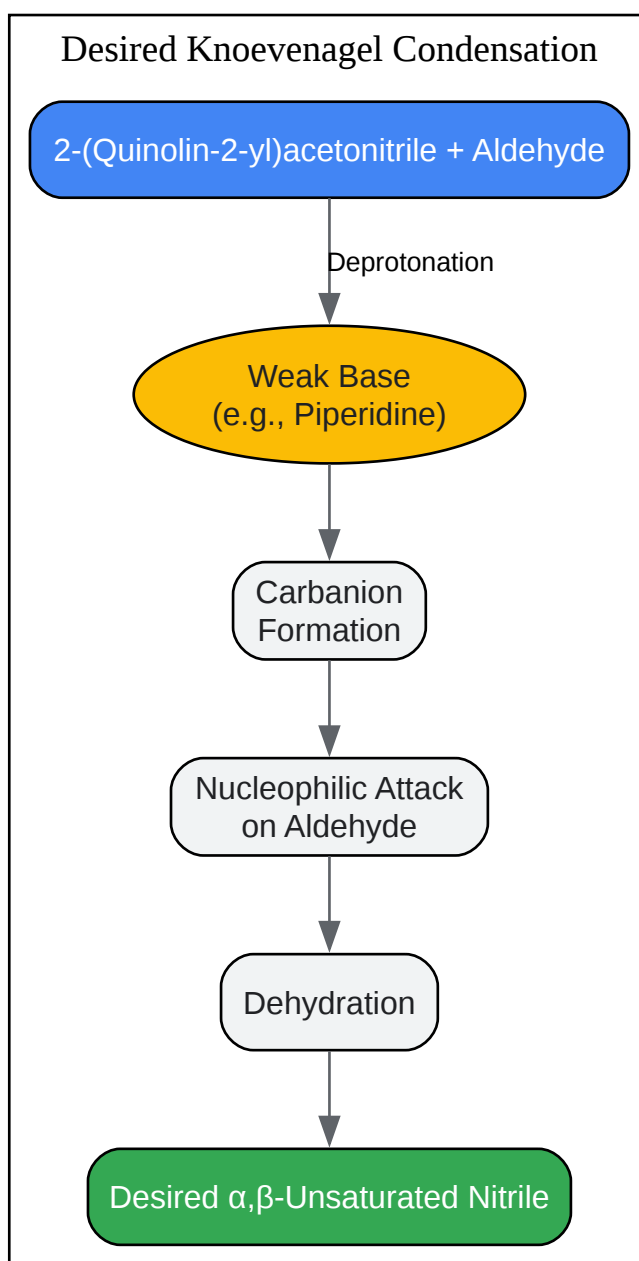 Desired Knoevenagel Condensation
2-(Quinolin-2-yl)acetonitrile + Aldehyde
Deprotonation
Weak Base
(e.g., Piperidine)
Carbanion
Formation
Nucleophilic Attack
on Aldehyde
Dehydration
Desired α,β-Unsaturated Nitrile